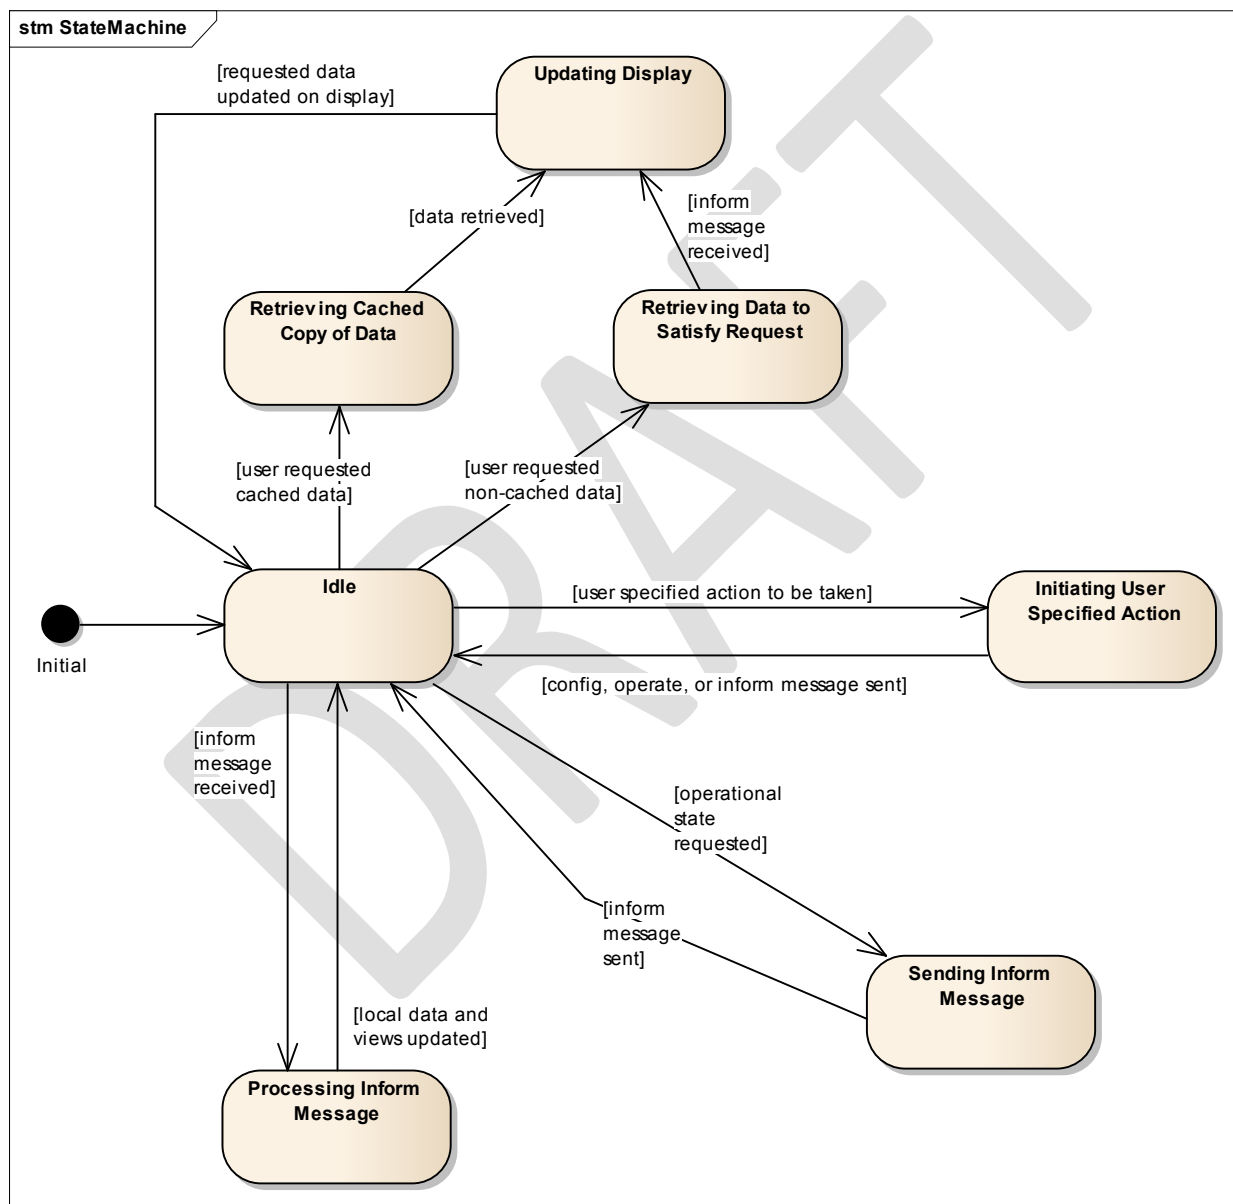 stm StateMachine
Updating Display
[requested data
updated on display]
[data retrieved]
[inform
message
received]
Retrieving Cached
Copy of Data
Retrieving Data to
Satisfy Request
[user requested
cached data]
[user requested
non-cached data]
Idle
Initial
[user specified action to be taken]
Initiating User
Specified Action
[config, operate, or inform message sent]
[inform
message
received]
[operational
state
requested]
[inform
message
sent]
Sending Inform
Message
[local data and
views updated]
Processing Inform
Message
DRAFT